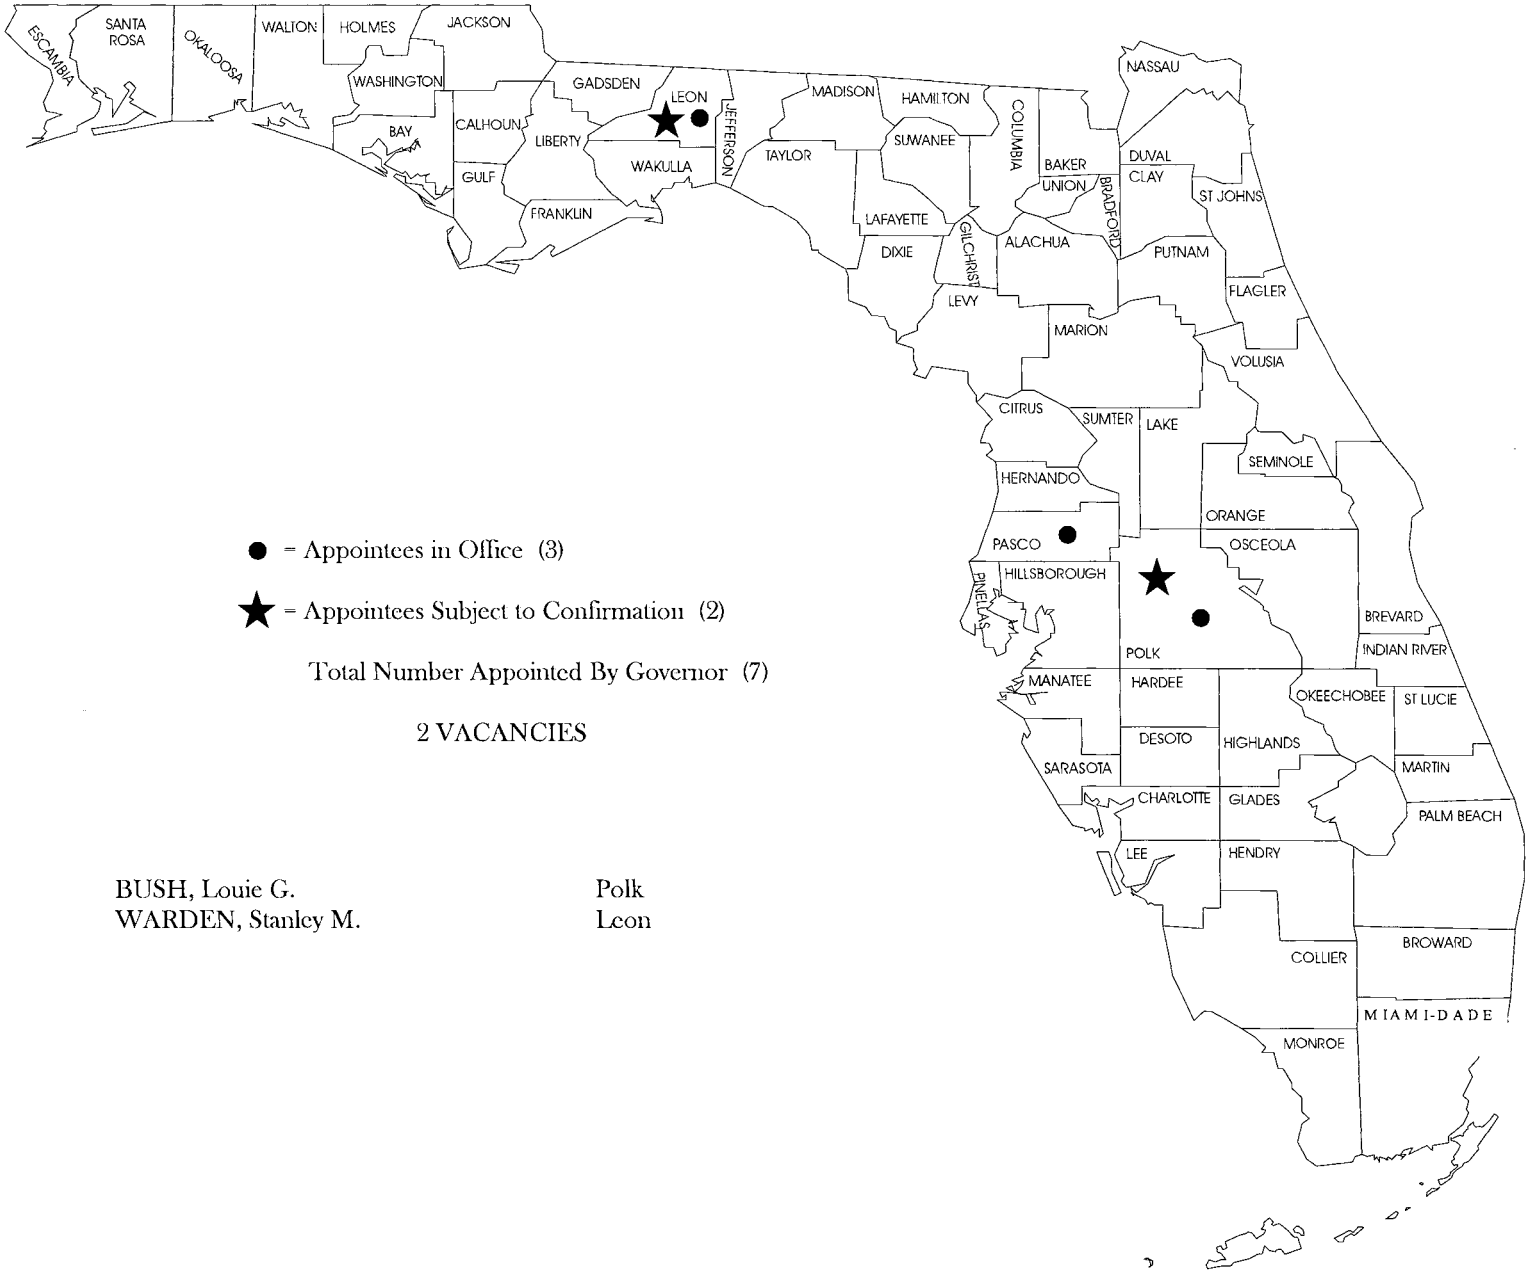 ESCAMBIA
SANTA
ROSA
OKALOOSA
WALTON
HOLMES
JACKSON
WASHINGTON
BAY
CALHOUN
GULF
LIBERTY
GADSDEN
LEON
JEFFERSON
WAKULLA
FRANKLIN
MADISON
TAYLOR
HAMILTON
SUWANEE
LAFAYETTE
DIXIE
COLUMBIA
GILCHRIST
NASSAU
BAKER
UNION
BRADFORD
DUVAL
CLAY
ST JOHNS
ALACHUA
PUTNAM
LEVY
FLAGLER
MARION
VOLUSIA
CITRUS
SUMTER
LAKE
SEMINOLE
HERNANDO
ORANGE
PASCO
OSCEOLA
HILLSBOROUGH
PINELLAS
POLK
BREVARD
INDIAN RIVER
MANATEE
HARDEE
OKEECHOBEE
ST LUCIE
DESOTO
HIGHLANDS
SARASOTA
MARTIN
CHARLOTTE
GLADES
PALM BEACH
LEE
HENDRY
BROWARD
COLLIER
MIAMI-DADE
MONROE
= Appointees in Office (3)
= Appointees Subject to Confirmation (2)
Total Number Appointed By Governor (7)
2 VACANCIES
BUSH, Louie G. Polk
WARDEN, Stanley M. Leon